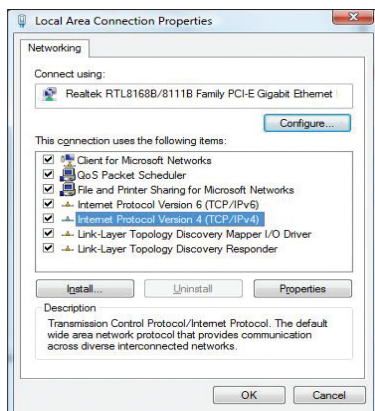 Local Area Connection Properties
Networking
Connect using:
Realtek RTL8168B/8111B Family PCI-E Gigabit Ethernet
Configure...
This connection uses the following items:
Client for Microsoft Networks
QoS Packet Scheduler
File and Printer Sharing for Microsoft Networks
Internet Protocol Version 6 (TCP/IPv6)
Internet Protocol Version 4 (TCP/IPv4)
Link-Layer Topology Discovery Mapper I/O Driver
Link-Layer Topology Discovery Responder
Install... Uninstall Properties
Description
Transmission Control Protocol/Internet Protocol. The default
wide area network protocol that provides communication
across diverse interconnected networks.
OK Cancel